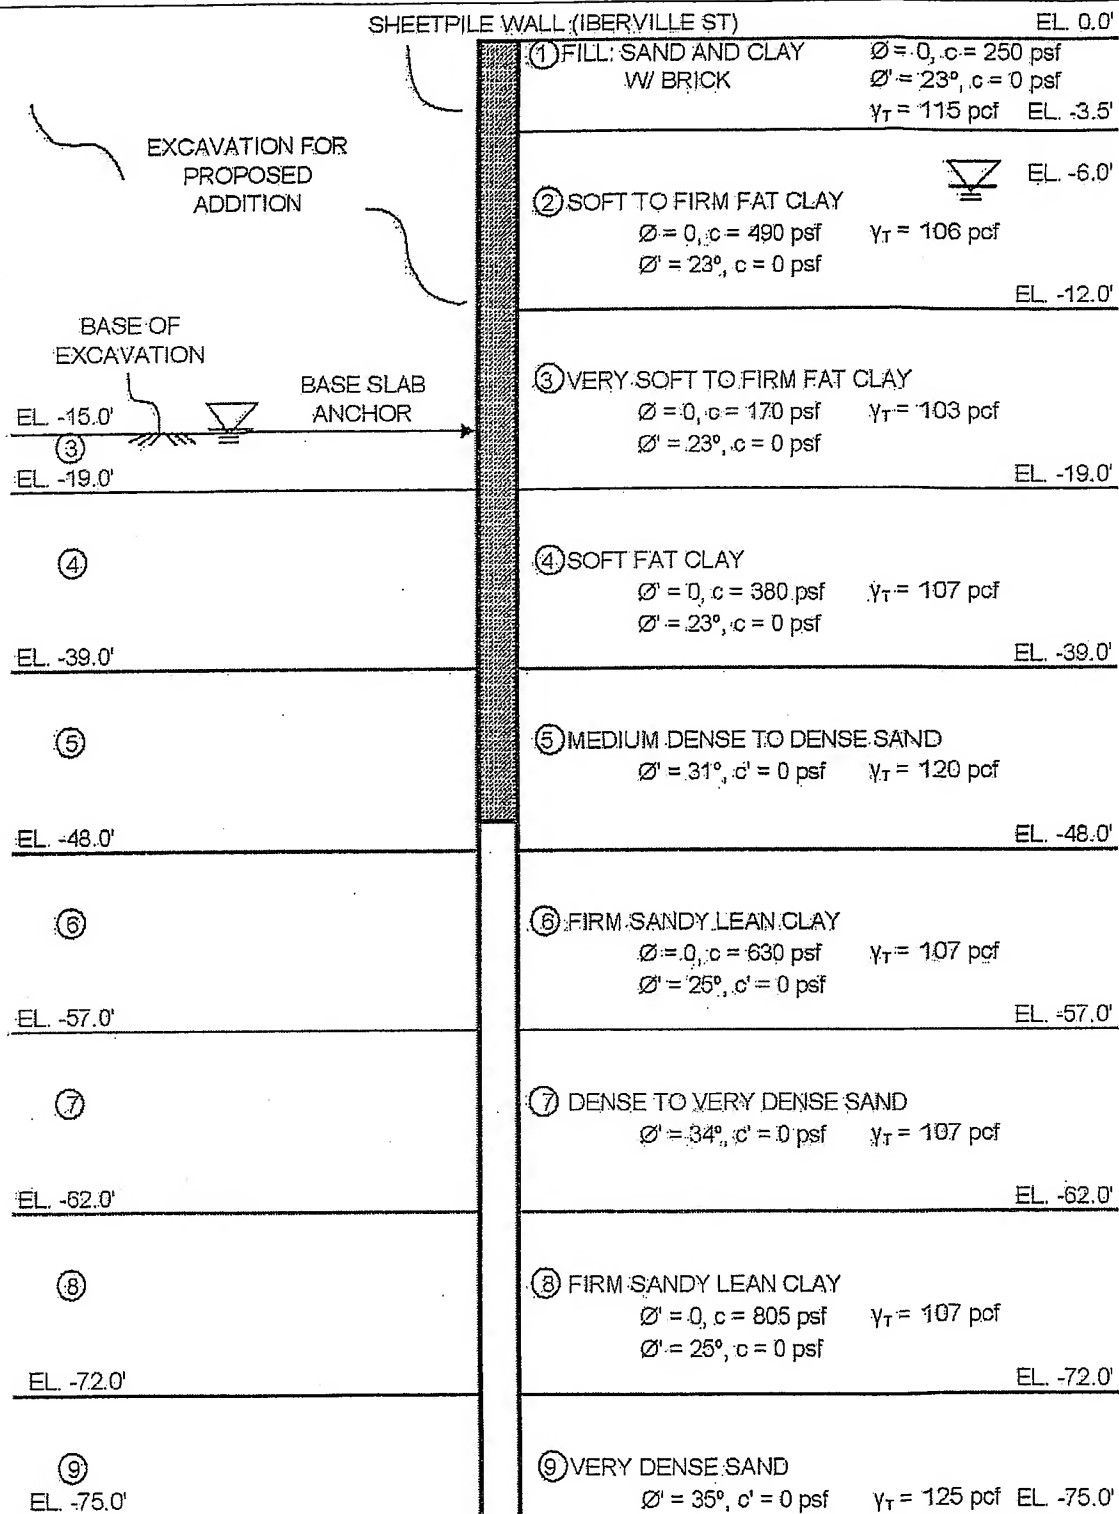 SHEETPILE WALL (IBERVILLE ST) EL. 0.0'
① FILL: SAND AND CLAY Ø = 0, c = 250 psf
W/ BRICK Ø' = 23º, c = 0 psf
γT = 115 pcf EL. -3.5'
EXCAVATION FOR
PROPOSED
ADDITION
EL. -6.0'
② SOFT TO FIRM FAT CLAY
Ø = 0, c = 490 psf γT = 106 pcf
Ø' = 23º, c = 0 psf
EL. -12.0'
BASE OF
EXCAVATION
BASE SLAB
ANCHOR
EL. -15.0'
③
EL. -19.0'
③ VERY SOFT TO FIRM FAT CLAY
Ø = 0, c = 170 psf γT = 103 pcf
Ø' = 23º, c = 0 psf
EL. -19.0'
④
④ SOFT FAT CLAY
Ø' = 0, c = 380 psf γT = 107 pcf
Ø' = 23º, c = 0 psf
EL. -39.0' EL. -39.0'
⑤
⑤ MEDIUM DENSE TO DENSE SAND
Ø' = 31º, c' = 0 psf γT = 120 pcf
EL. -48.0' EL. -48.0'
⑥
⑥ FIRM SANDY LEAN CLAY
Ø = 0, c = 630 psf γT = 107 pcf
Ø' = 25º, c' = 0 psf
EL. -57.0' EL. -57.0'
⑦
⑦ DENSE TO VERY DENSE SAND
Ø' = 34º, c' = 0 psf γT = 107 pcf
EL. -62.0' EL. -62.0'
⑧
⑧ FIRM SANDY LEAN CLAY
Ø' = 0, c = 805 psf γT = 107 pcf
Ø' = 25º, c = 0 psf
EL. -72.0' EL. -72.0'
⑨
⑨ VERY DENSE SAND
EL. -75.0' Ø' = 35º, c' = 0 psf γT = 125 pcf EL. -75.0'